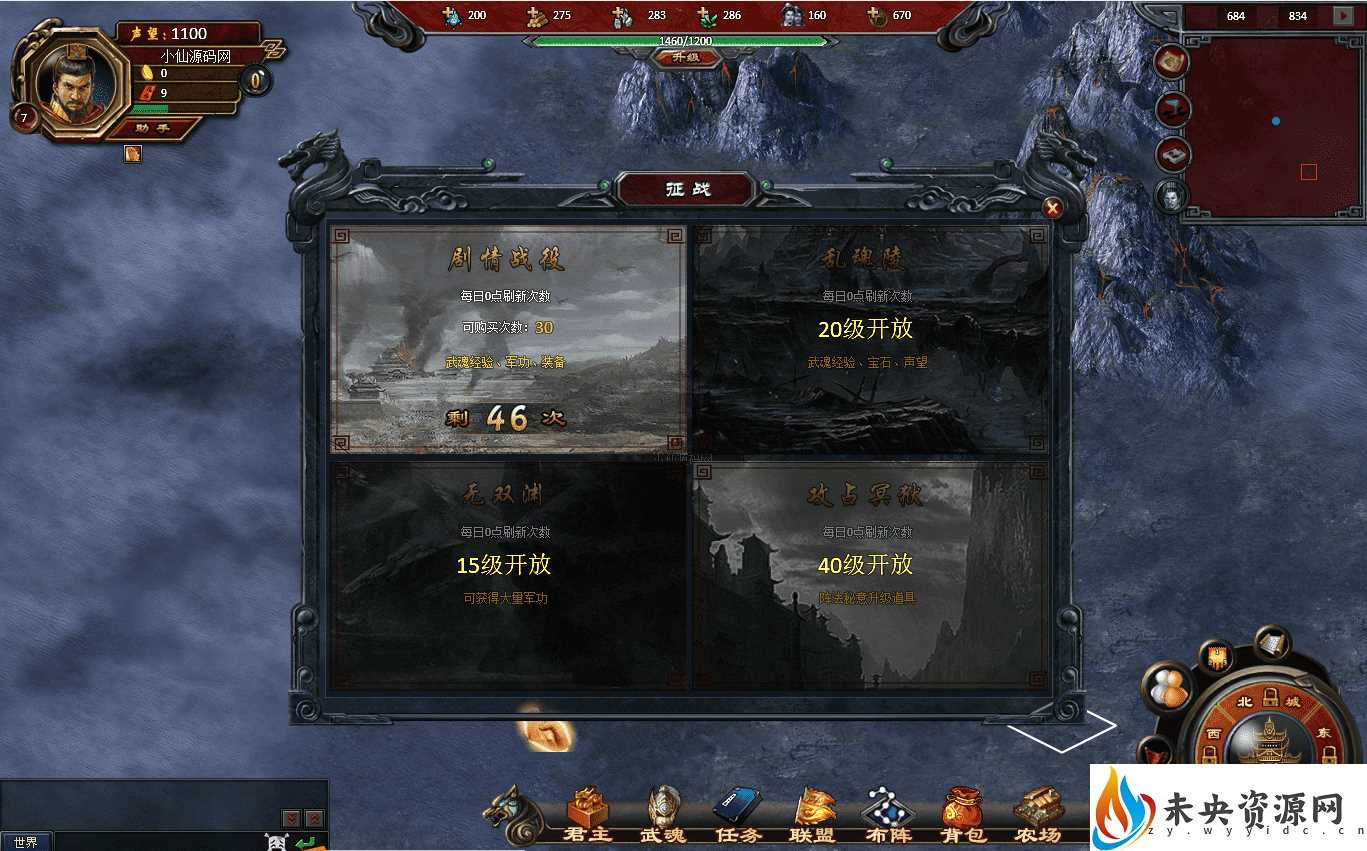 声望：1100
小仙源码网
0
9
0
7
助手
200
275
283
286
160
670
1460/1200
升级
684
834
征战
剧情战役
每日0点刷新次数
可购买次数：30
武魂经验、军功、装备
剩 46 次
乱魂陵
每日0点刷新次数
20级开放
武魂经验、宝石、声望
无双渊
每日0点刷新次数
15级开放
可获得大量军功
攻占冥狱
每日0点刷新次数
40级开放
阵法秘意升级道具
北 城
西
东
世界
君主
武魂
任务
联盟
布阵
背包
农场
未央资源网
zy.wyyidc.cn